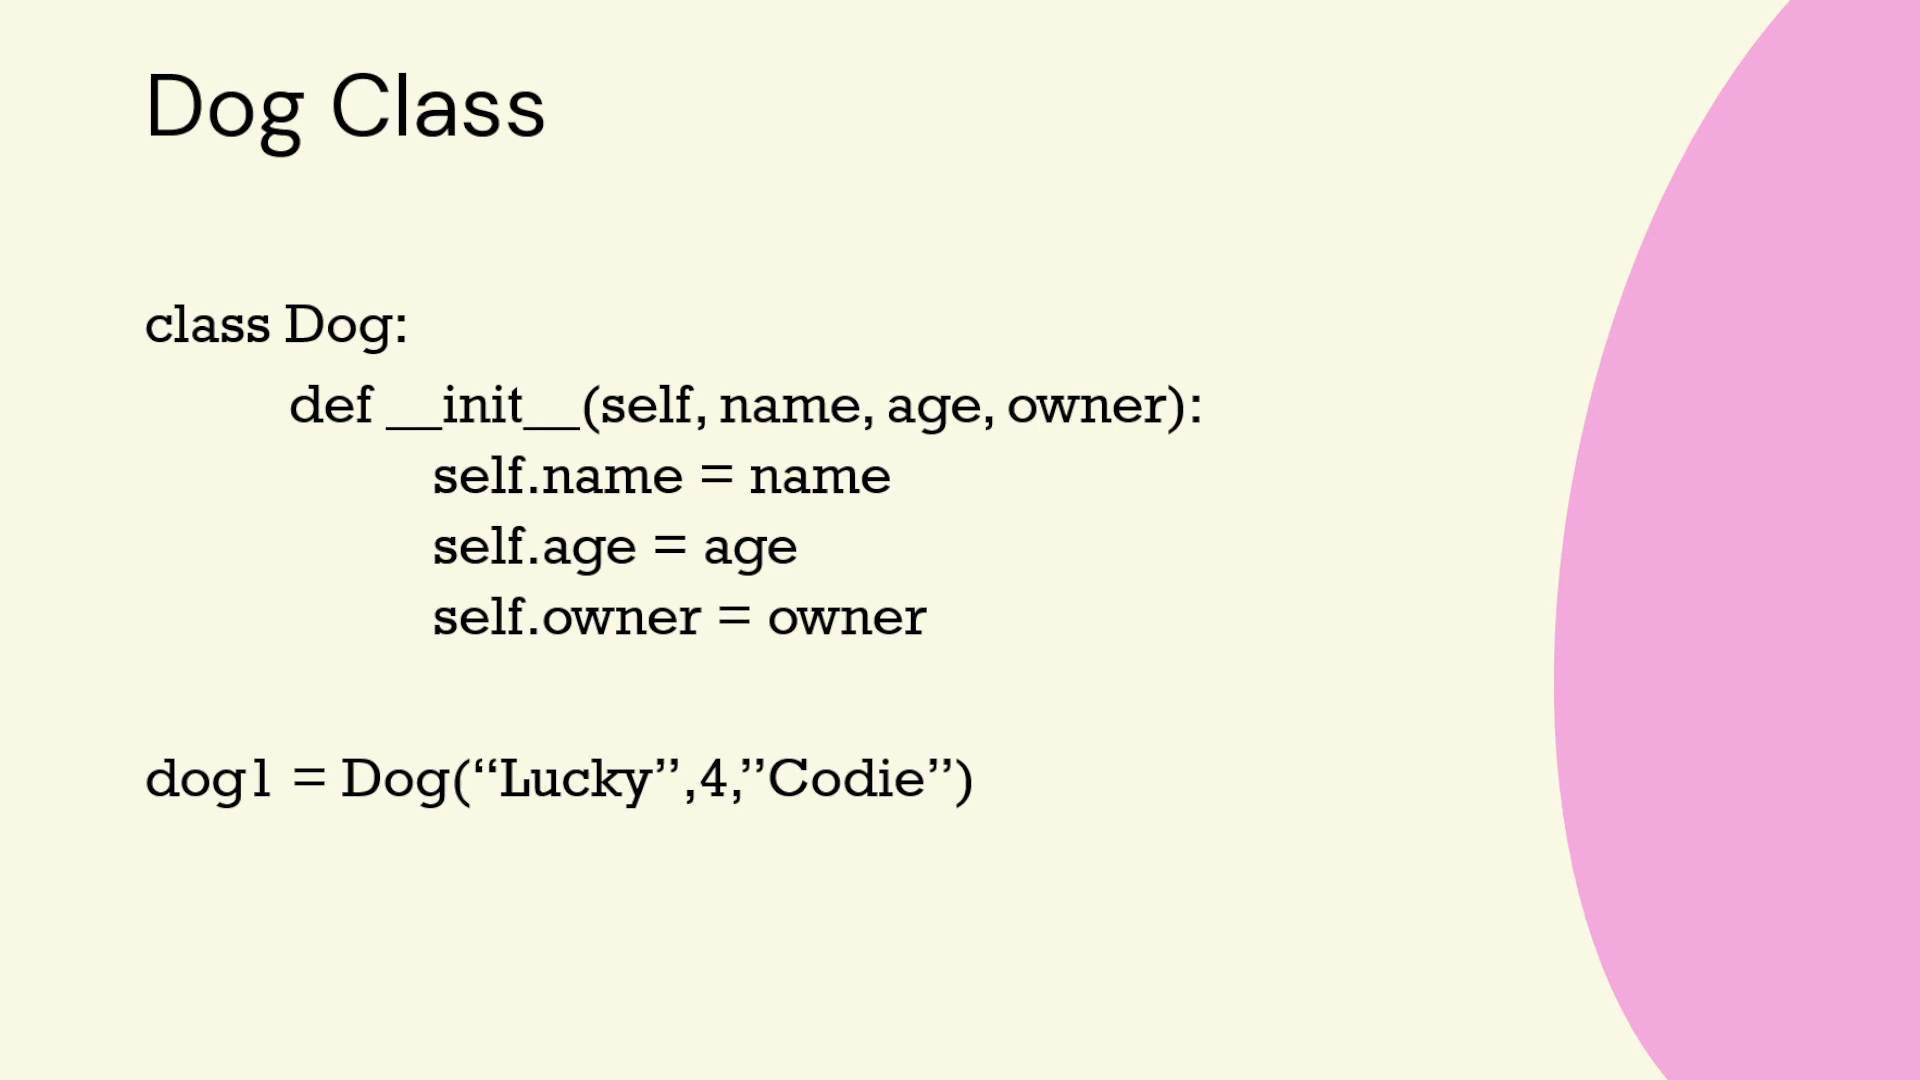 Dog Class
class Dog:
def __init__(self, name, age, owner):
self.name = name
self.age = age
self.owner = owner
dog1 = Dog(“Lucky”,4,”Codie”)